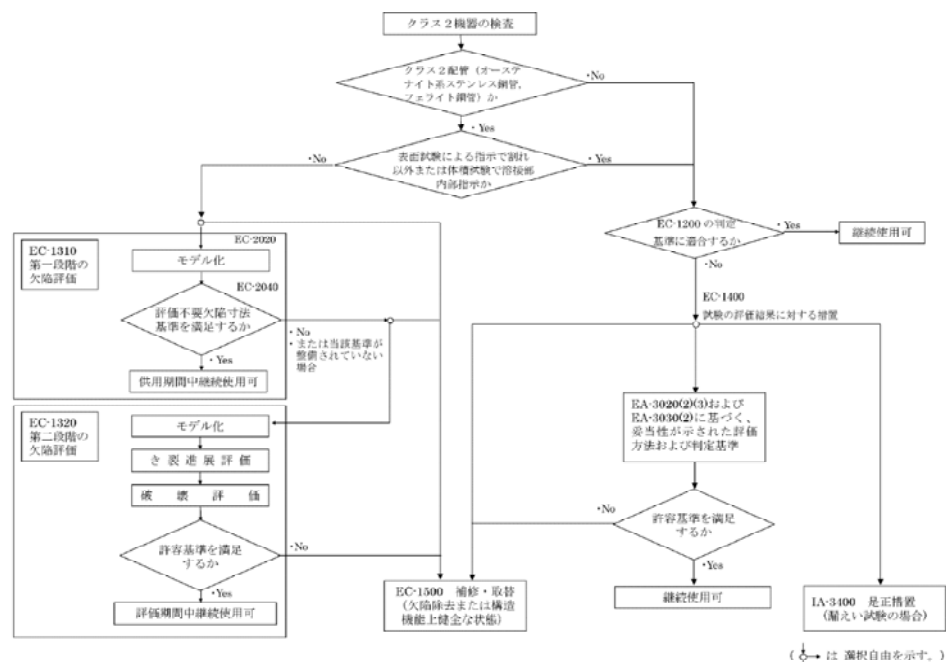 クラス2機器の検査
クラス2配管（オーステ
ナイト系ステンレス鋼管、
フェライト鋼管）か
・No
・Yes
表面試験による指示で割れ
以外または体積試験で溶接部
内部指示か
・No
・Yes
EC-1200の判定
基準に適合するか
・Yes
継続使用可
・No
EC-1400
試験の評価結果に対する措置
EC-1310
第一段階の
欠陥評価
EC-2020
モデル化
EC-2040
評価不要欠陥寸法
基準を満足するか
・No
・または当該基準が
整備されていない
場合
・Yes
供用期間中継続使用可
EC-1320
第二段階の
欠陥評価
モデル化
き裂進展評価
破壊評価
許容基準を満足
するか
・No
・Yes
評価期間中継続使用可
EA-3020(2)(3)および
EA-3030(2)に基づく、
妥当性が示された評価
方法および判定基準
・No
許容基準を満足
するか
・Yes
継続使用可
EC-1500 補修・取替
(欠陥除去または構造
機能上健全な状態)
IA-3400 是正措置
(漏えい試験の場合)
( は 選択自由を示す。)